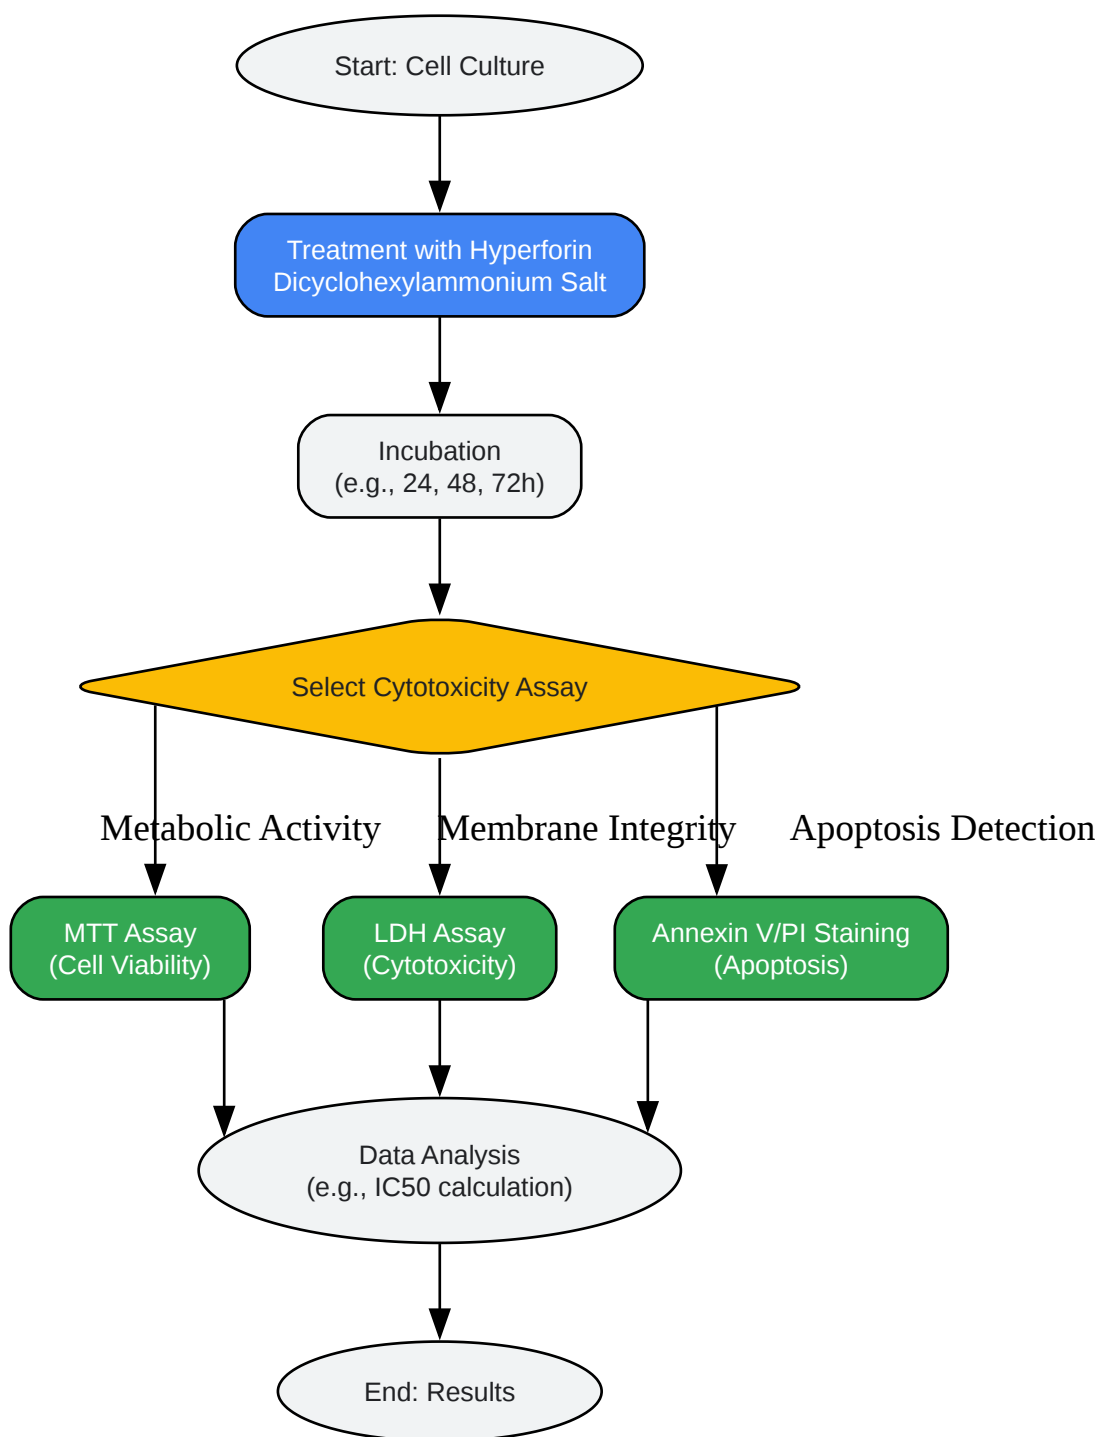 Start: Cell Culture
Treatment with Hyperforin
Dicyclohexylammonium Salt
Incubation
(e.g., 24, 48, 72h)
Select Cytotoxicity Assay
Metabolic Activity
Membrane Integrity
Apoptosis Detection
MTT Assay
(Cell Viability)
LDH Assay
(Cytotoxicity)
Annexin V/PI Staining
(Apoptosis)
Data Analysis
(e.g., IC50 calculation)
End: Results